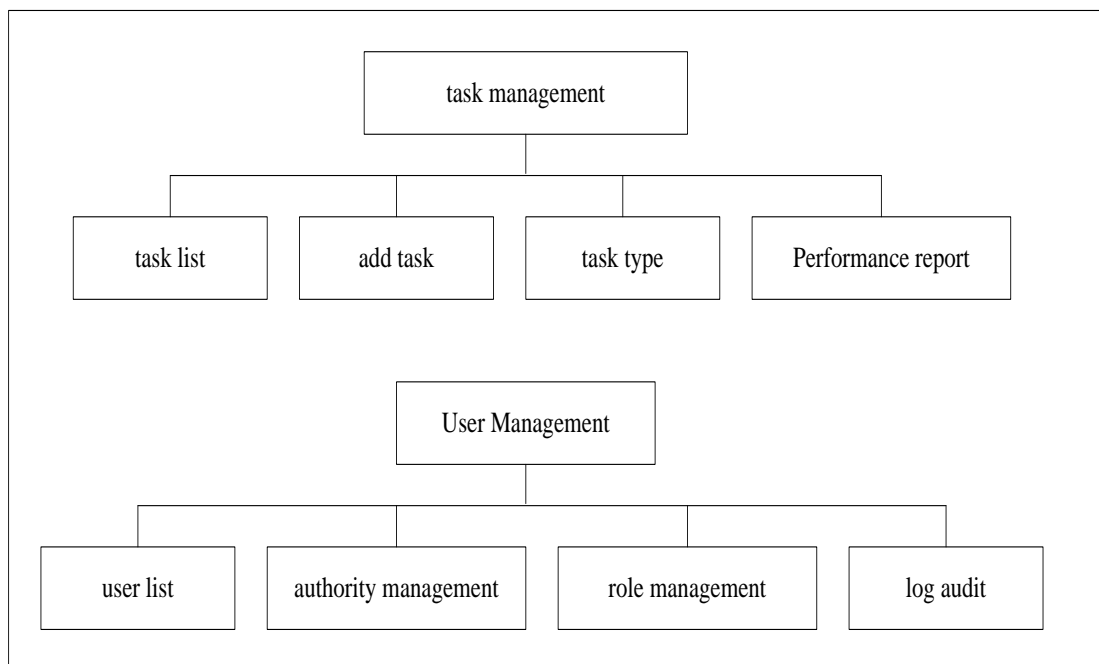 task management
task list
add task
task type
Performance report
User Management
user list
authority management
role management
log audit